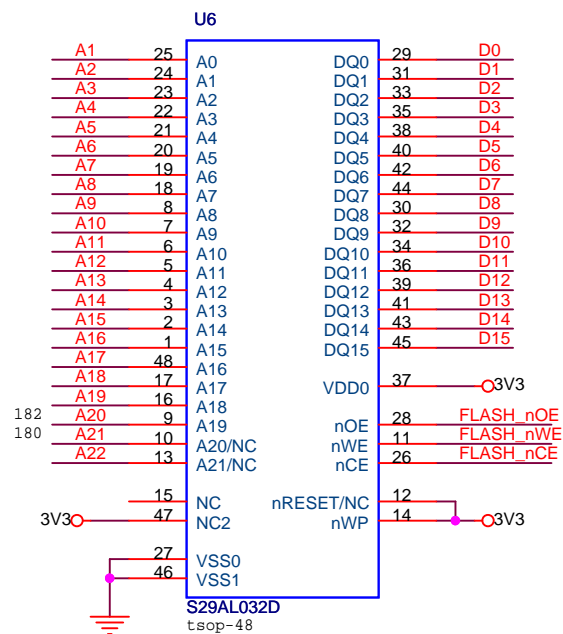 U6
A1 25 A0 DQ0 29 D0
A2 24 A1 DQ1 31 D1
A3 23 A2 DQ2 33 D2
A4 22 A3 DQ3 35 D3
A5 21 A4 DQ4 38 D4
A6 20 A5 DQ5 40 D5
A7 19 A6 DQ6 42 D6
A8 18 A7 DQ7 44 D7
A9 8 A8 DQ8 30 D8
A10 7 A9 DQ9 32 D9
A11 6 A10 DQ10 34 D10
A12 5 A11 DQ11 36 D11
A13 4 A12 DQ12 39 D12
A14 3 A13 DQ13 41 D13
A15 2 A14 DQ14 43 D14
A16 1 A15 DQ15 45 D15
A17 48 A16
A18 17 A17 VDD0 37 3V3
A19 16 A18
182 A20 9 A19 nOE 28 FLASH_nOE
180 A21 10 A20/NC nWE 11 FLASH_nWE
A22 13 A21/NC nCE 26 FLASH_nCE
15 NC nRESET/NC 12
3V3 47 NC2 nWP 14 3V3
27 VSS0
46 VSS1
S29AL032D
tsop-48